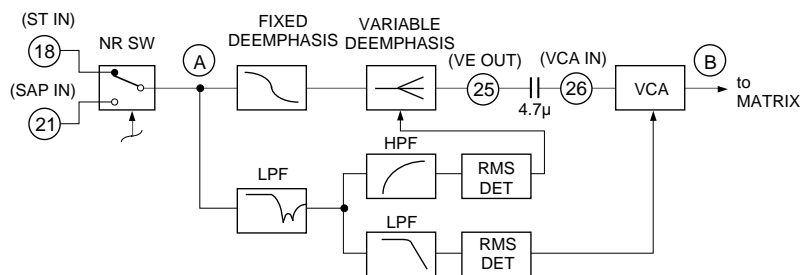 (ST IN)
18
(SAP IN)
21
NR SW
A
FIXED
DEEMPHASIS
VARIABLE
DEEMPHASIS
(VE OUT)
25
4.7μ
(VCA IN)
26
VCA
B
to
MATRIX
LPF
HPF
RMS
DET
LPF
RMS
DET